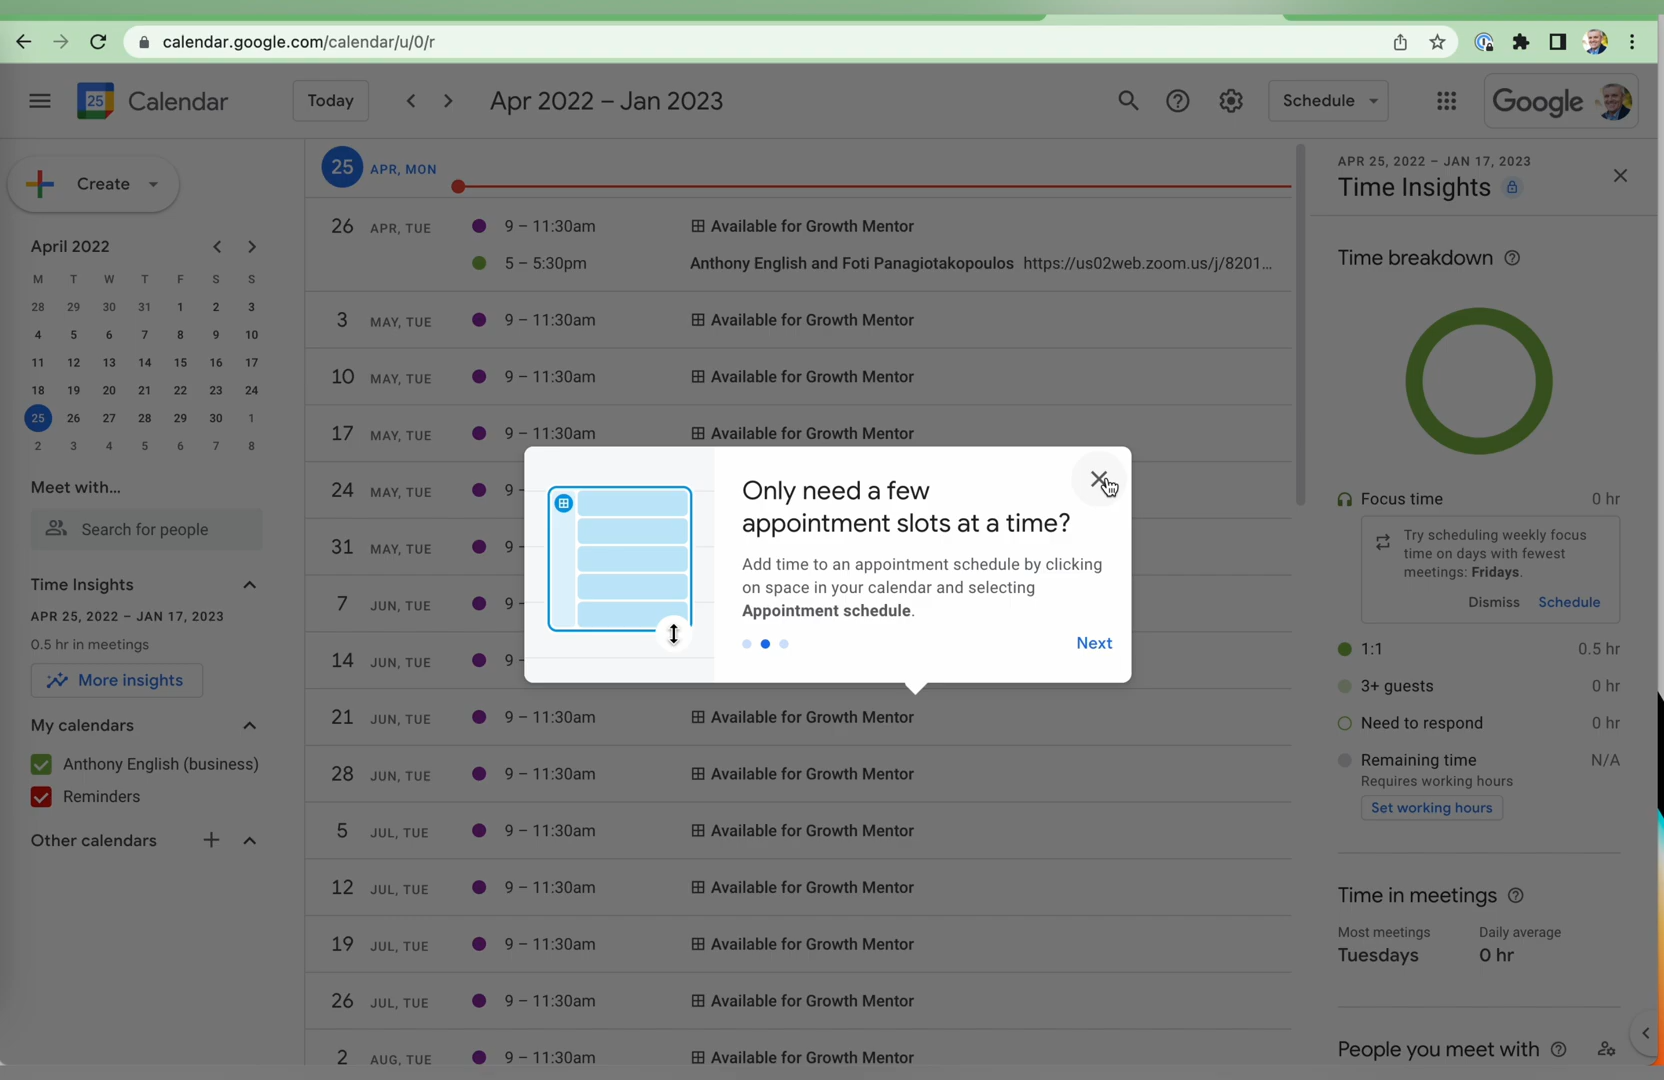 calendar.google.com/calendar/u/0/r
25 Calendar
Today
Apr 2022 – Jan 2023
Schedule
Google
Create
April 2022
M T W T F S S
28 29 30 31 1 2 3
4 5 6 7 8 9 10
11 12 13 14 15 16 17
18 19 20 21 22 23 24
25 26 27 28 29 30 1
2 3 4 5 6 7 8
Meet with...
Search for people
Time Insights
APR 25, 2022 – JAN 17, 2023
0.5 hr in meetings
More insights
My calendars
Anthony English (business)
Reminders
Other calendars
25 APR, MON
26 APR, TUE 9 – 11:30am Available for Growth Mentor
5 – 5:30pm Anthony English and Foti Panagiotakopoulos https://us02web.zoom.us/j/8201...
3 MAY, TUE 9 – 11:30am Available for Growth Mentor
10 MAY, TUE 9 – 11:30am Available for Growth Mentor
17 MAY, TUE 9 – 11:30am Available for Growth Mentor
24 MAY, TUE 9 -
31 MAY, TUE 9 -
7 JUN, TUE 9 -
14 JUN, TUE 9 -
21 JUN, TUE 9 – 11:30am Available for Growth Mentor
28 JUN, TUE 9 – 11:30am Available for Growth Mentor
5 JUL, TUE 9 – 11:30am Available for Growth Mentor
12 JUL, TUE 9 – 11:30am Available for Growth Mentor
19 JUL, TUE 9 – 11:30am Available for Growth Mentor
26 JUL, TUE 9 – 11:30am Available for Growth Mentor
2 AUG, TUE 9 – 11:30am Available for Growth Mentor
Only need a few
appointment slots at a time?
Add time to an appointment schedule by clicking
on space in your calendar and selecting
Appointment schedule.
Next
APR 25, 2022 – JAN 17, 2023
Time Insights
Time breakdown
Focus time 0 hr
Try scheduling weekly focus
time on days with fewest
meetings: Fridays.
Dismiss Schedule
1:1 0.5 hr
3+ guests 0 hr
Need to respond 0 hr
Remaining time N/A
Requires working hours
Set working hours
Time in meetings
Most meetings Daily average
Tuesdays 0 hr
People you meet with